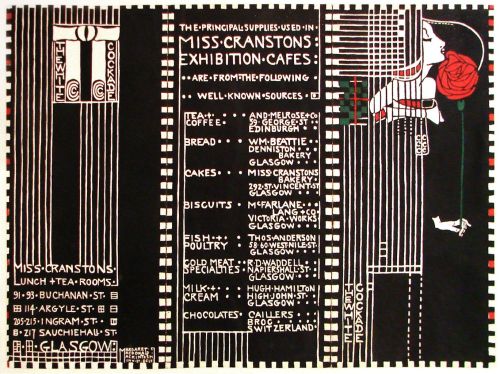 THE WHITE
COCKADE
MISS CRANSTONS
LUNCH + TEA ROOMS
91·93·BUCHANAN·ST·
114·ARGYLE·ST·
205·215·INGRAM·ST·
217 SAUCHIEHALL·ST
GLASGOW
MARGARET
MACDONALD
MACKINTOSH
THE·PRINCIPAL·SUPPLIES·USED·IN
MISS·CRANSTONS
EXHIBITION·CAFES
ARE·FROM·THE·FOLLOWING
WELL·KNOWN·SOURCES
TEA + AND·MELROSE + CO
COFFEE 59·GEORGE·ST
EDINBURGH
BREAD WM·BEATTIE
DENNISTON
BAKERY
GLASGOW
CAKES MISS·CRANSTONS
BAKERY
292·ST·VINCENT·ST
GLASGOW
BISCUITS McFARLANE
LANG + CO
VICTORIA·WORKS
GLASGOW
FISH + THOS·ANDERSON
POULTRY 58·60·WEST·NILE·ST
GLASGOW
COLD MEAT R·D·WADDELL
SPECIALTIES NAPIERSHALL·ST
GLASGOW
MILK + HUGH·HAMILTON
CREAM HIGH·JOHN·ST
GLASGOW
CHOCOLATES CAILLERS
BROC
SWITZERLAND
THE WHITE
COCKADE